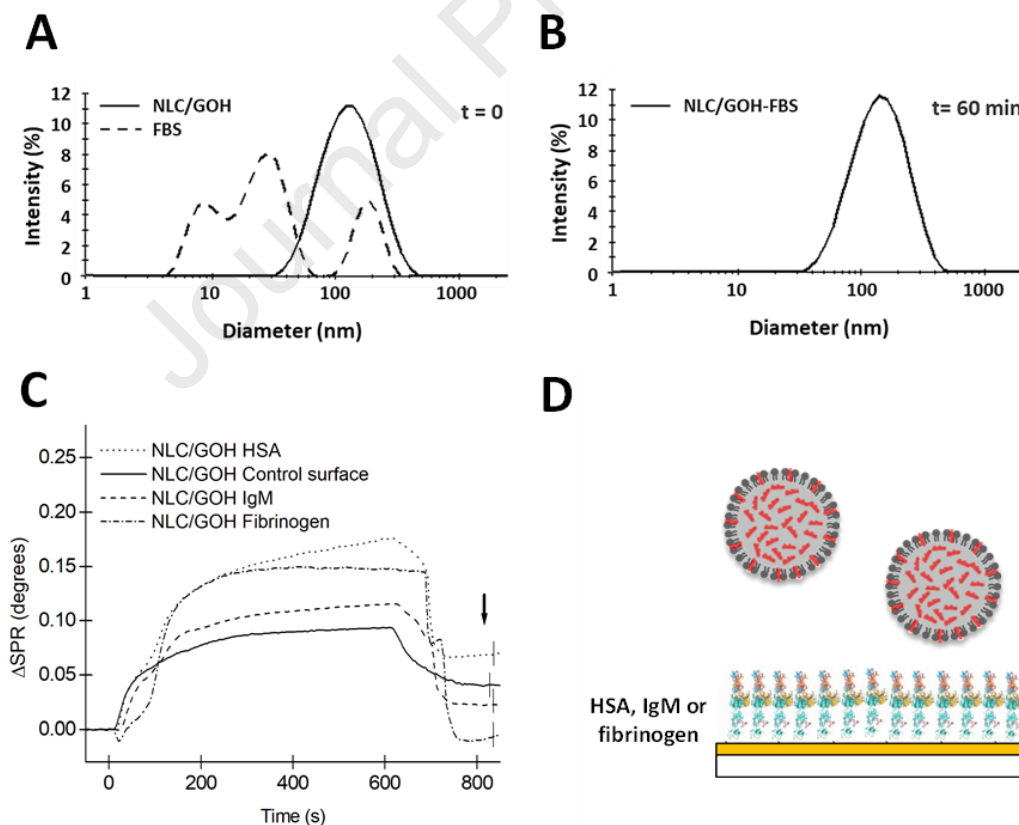 A
B
Journal Pr
12
10
8
6
4
2
0
Intensity (%)
NLC/GOH
FBS
t = 0
1
10
100
1000
Diameter (nm)
12
10
8
6
4
2
0
Intensity (%)
NLC/GOH-FBS
t= 60 min
1
10
100
1000
Diameter (nm)
C
D
0.25
0.20
0.15
0.10
0.05
0.00
ΔSPR (degrees)
NLC/GOH HSA
NLC/GOH Control surface
NLC/GOH IgM
NLC/GOH Fibrinogen
0
200
400
600
800
Time (s)
HSA, IgM or
fibrinogen